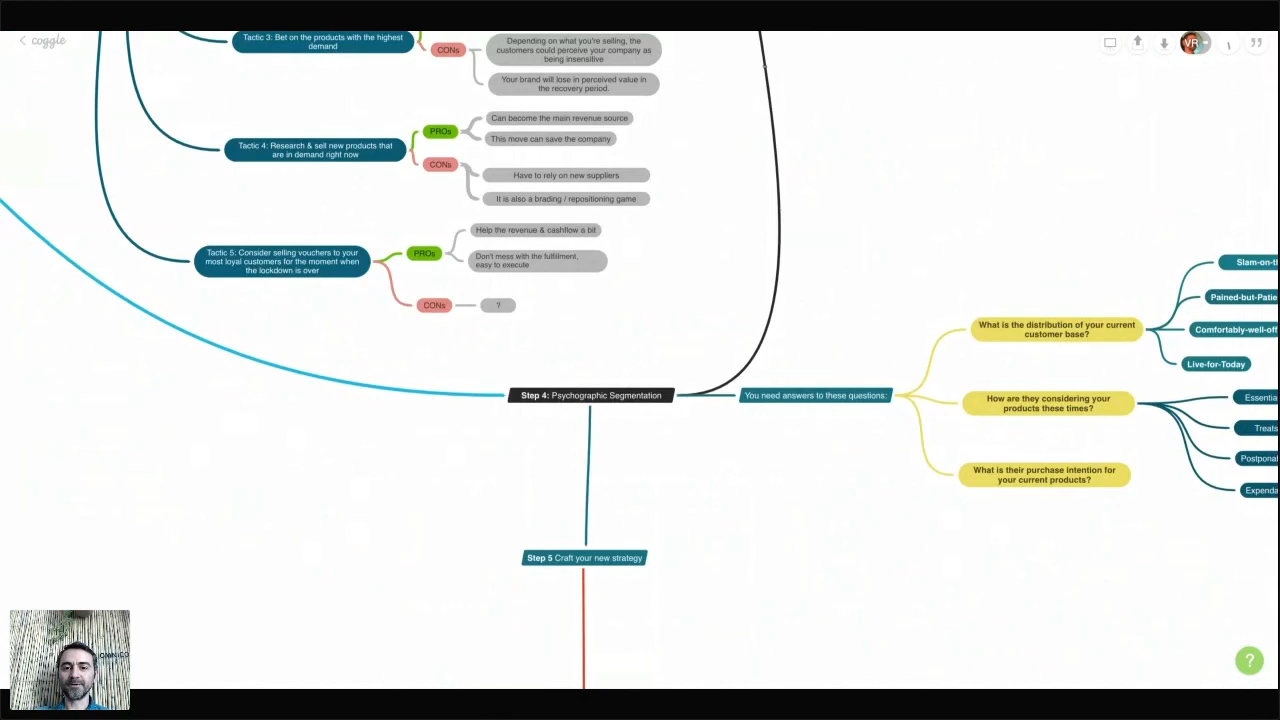 coggle
Tactic 3: Bet on the products with the highest
demand
CONs
Depending on what you're selling, the
customers could perceive your company as
being insensitive
Your brand will lose in perceived value in
the recovery period.
VR
Tactic 4: Research & sell new products that
are in demand right now
PROs
Can become the main revenue source
This move can save the company
CONs
Have to rely on new suppliers
It is also a brading / repositioning game
Tactic 5: Consider selling vouchers to your
most loyal customers for the moment when
the lockdown is over
PROs
Help the revenue & cashflow a bit
Don't mess with the fulfilment,
easy to execute
CONs
?
Step 4: Psychographic Segmentation
You need answers to these questions:
What is the distribution of your current
customer base?
Slam-on-th
Pained-but-Patie
Comfortably-well-off
Live-for-Today
How are they considering your
products these times?
Essentia
Treats
Postponal
Expenda
What is their purchase intention for
your current products?
Step 5 Craft your new strategy
?